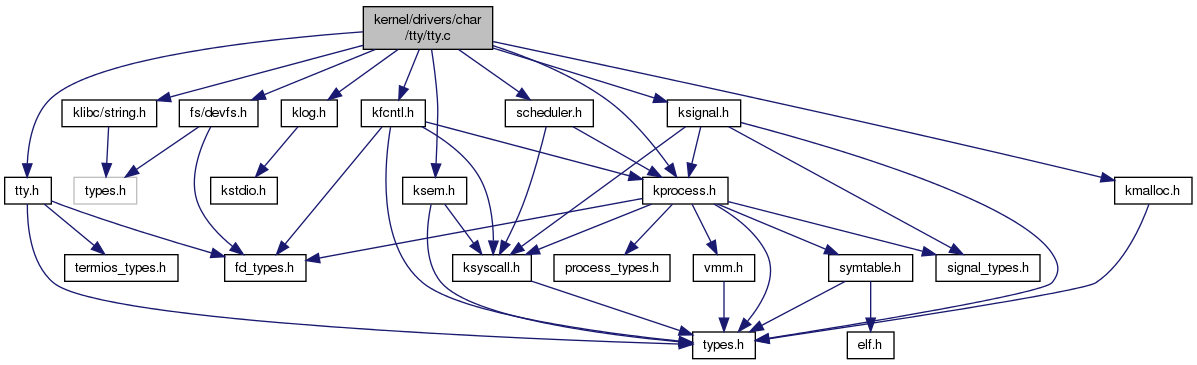 kernel/drivers/char
/tty/tty.c
klibc/string.h
fs/devfs.h
klog.h
kfcntl.h
scheduler.h
ksignal.h
tty.h
types.h
kstdio.h
ksem.h
kprocess.h
kmalloc.h
termios_types.h
fd_types.h
ksyscall.h
process_types.h
vmm.h
symtable.h
signal_types.h
types.h
elf.h